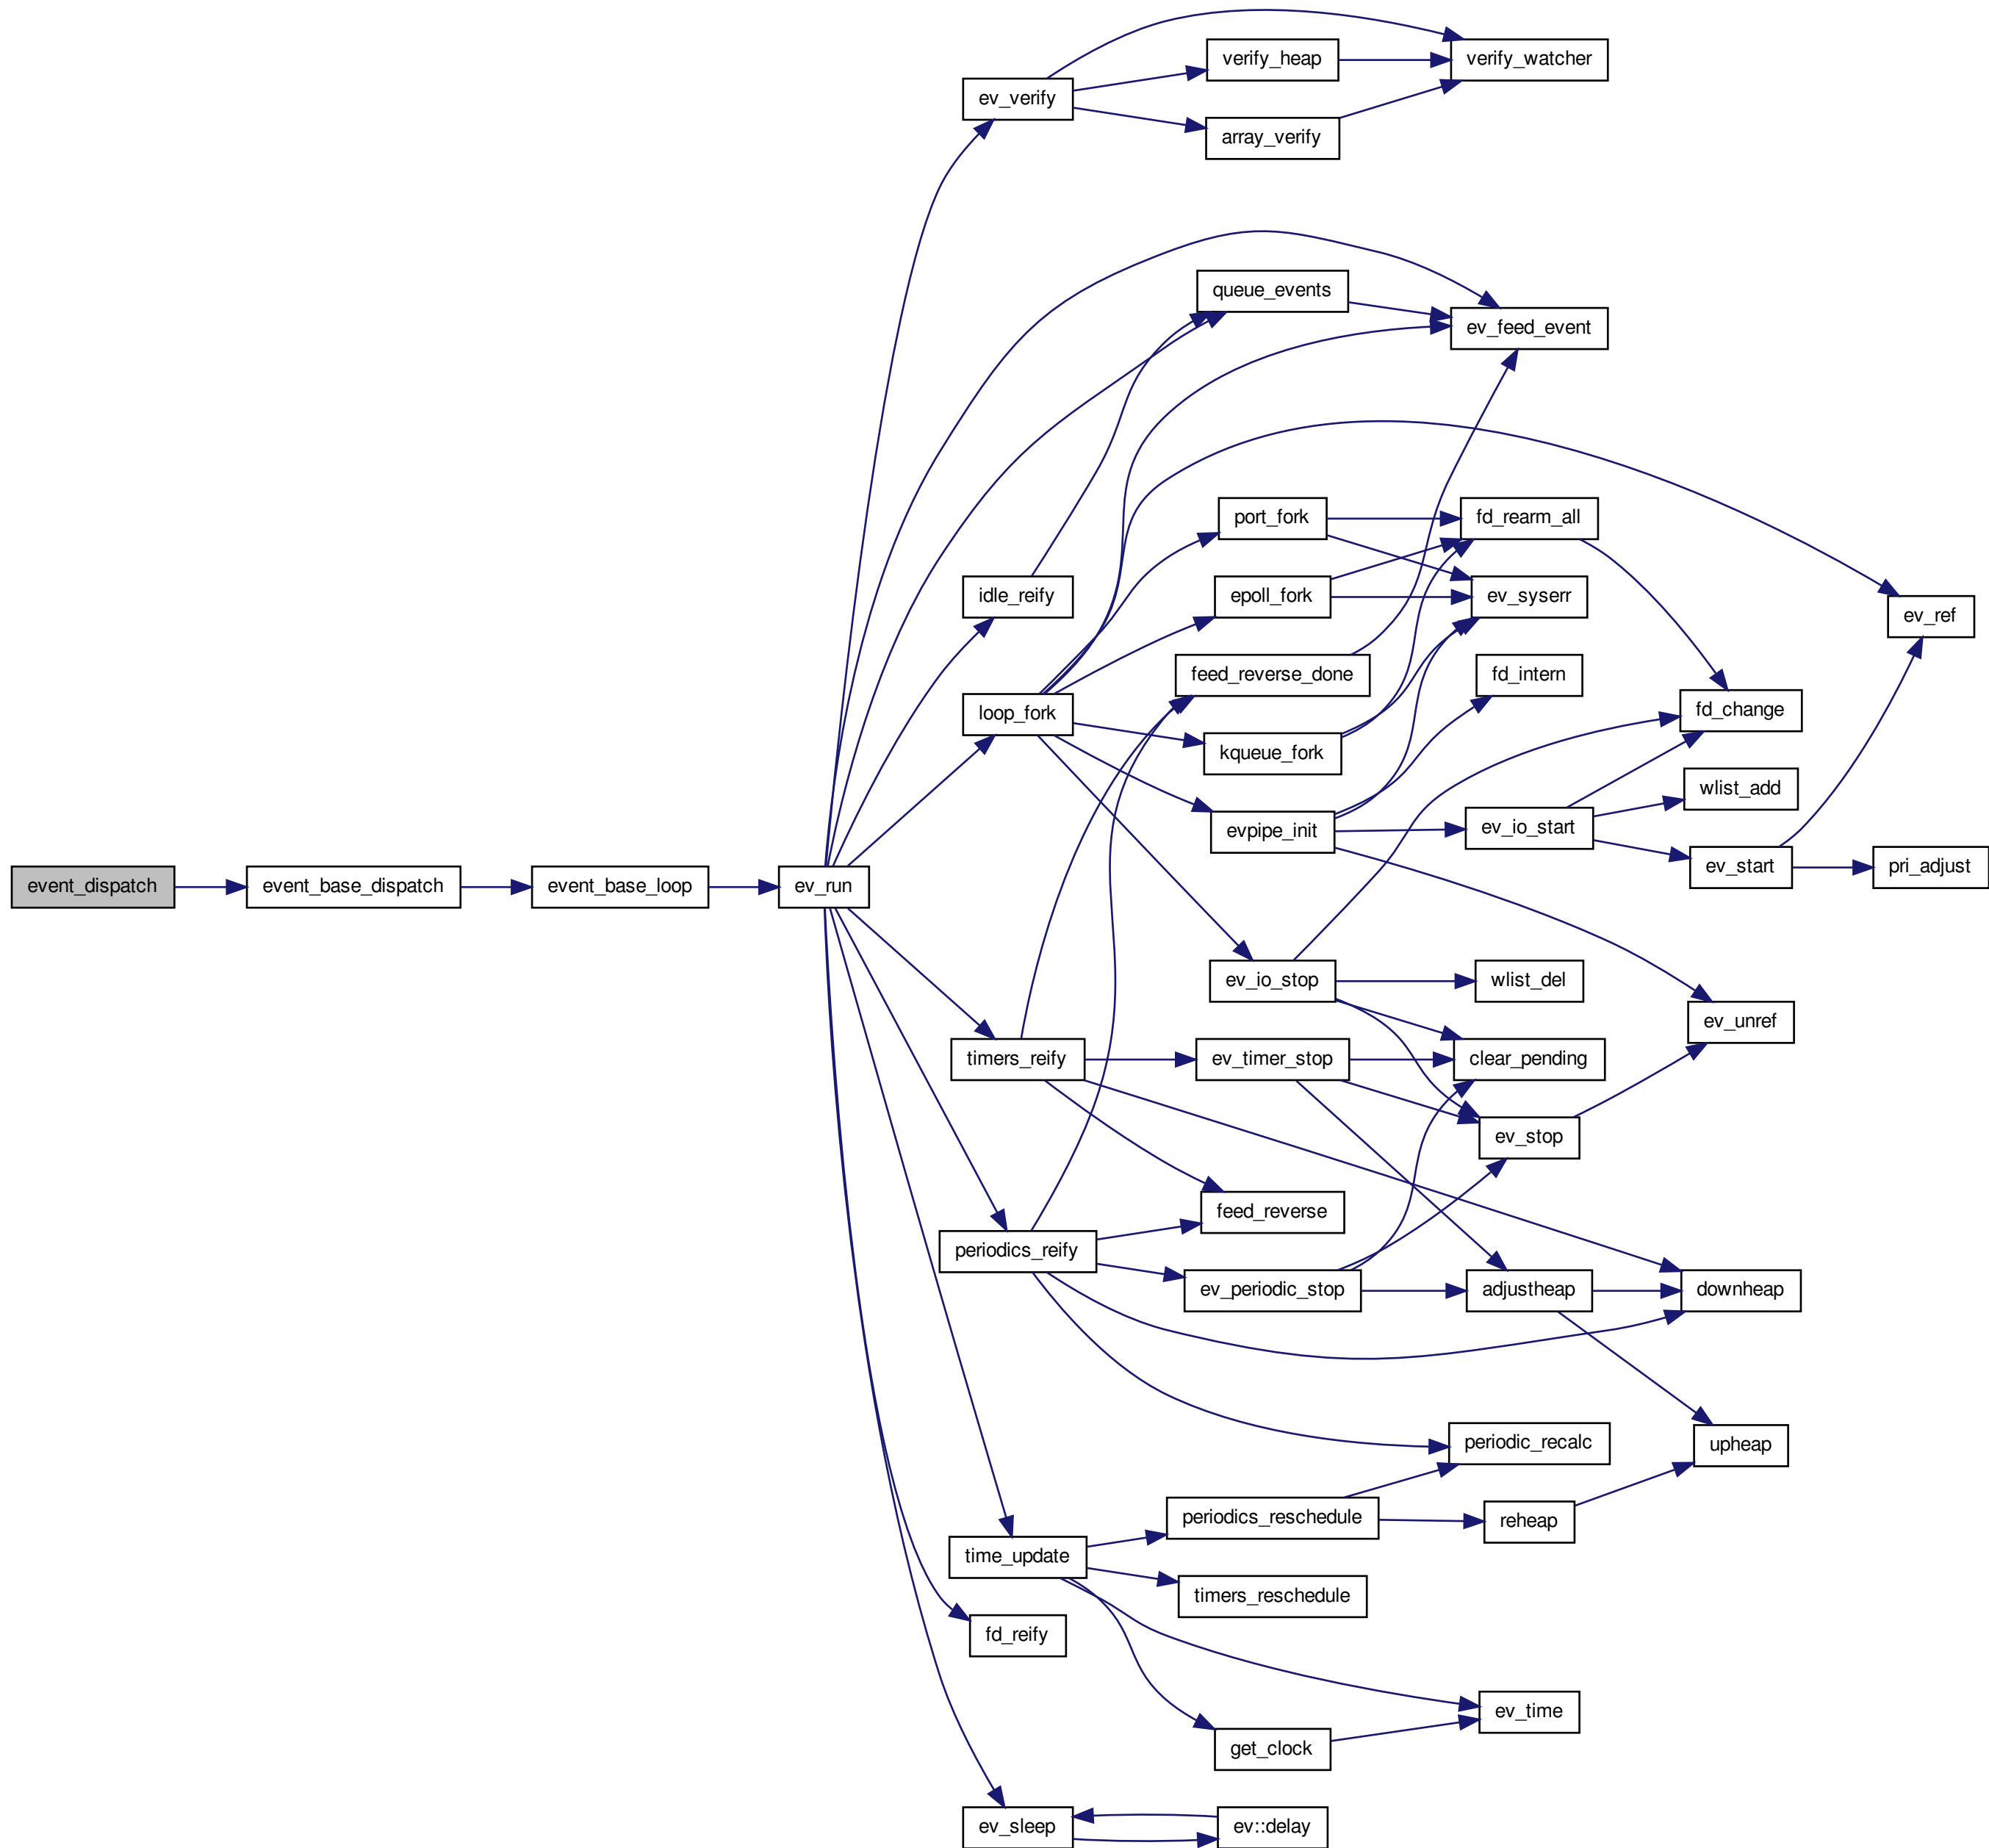 event_dispatch
event_base_dispatch
event_base_loop
ev_run
ev_verify
idle_reify
loop_fork
timers_reify
periodics_reify
time_update
fd_reify
ev_sleep
verify_heap
array_verify
queue_events
port_fork
epoll_fork
feed_reverse_done
kqueue_fork
evpipe_init
ev_io_stop
ev_timer_stop
feed_reverse
ev_periodic_stop
periodics_reschedule
timers_reschedule
get_clock
ev::delay
verify_watcher
ev_feed_event
fd_rearm_all
ev_syserr
fd_intern
ev_io_start
wlist_del
clear_pending
ev_stop
adjustheap
periodic_recalc
reheap
ev_time
fd_change
wlist_add
ev_start
ev_unref
downheap
upheap
ev_ref
pri_adjust